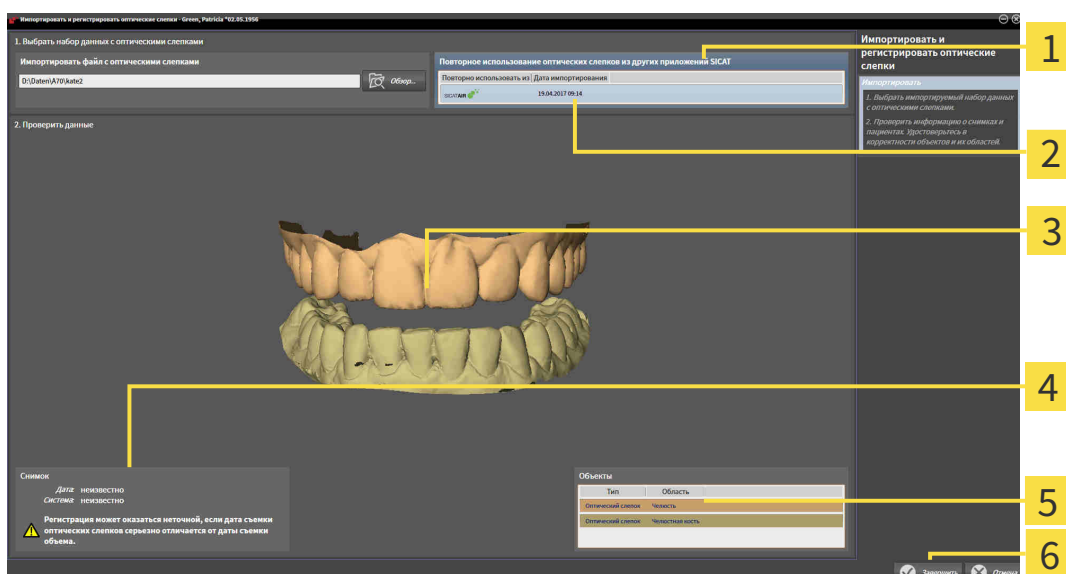 Импортировать и регистрировать оптические слепки - Green, Patricia *02.05.1956
1. Выбрать набор данных с оптическими слепками
Импортировать файл с оптическими слепками
D:\Daten\A70\kate2
Обзор...
Повторное использование оптических слепков из других приложений SICAT
Повторно использовать из Дата импортирования
SICAT AIR 19.04.2017 09:14
2. Проверить данные
Снимок
Дата: неизвестно
Система: неизвестно
Регистрация может оказаться неточной, если дата съемки
оптических слепков серьезно отличается от даты съемки
объема.
Объекты
Тип Область
Оптический слепок Челюсть
Оптический слепок Челюстная кость
Импортировать и
регистрировать оптические
слепки
Импортировать
1. Выбрать импортируемый набор данных
с оптическими слепками.
2. Проверить информацию о снимках и
пациентах. Удостоверьтесь в
корректности объектов и их областей.
Завершить
Отмена
1
2
3
4
5
6